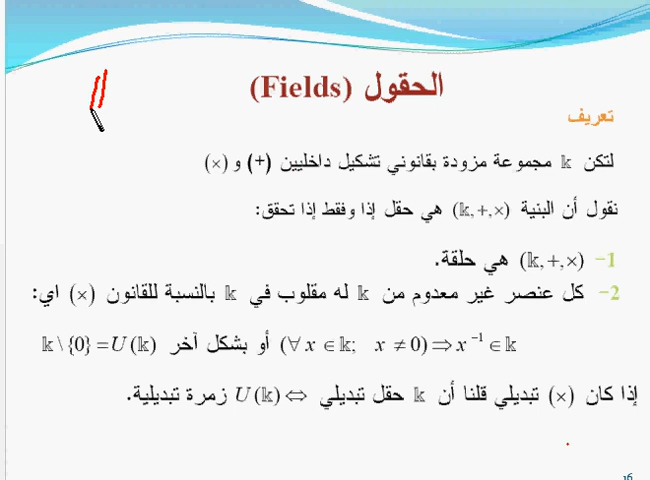 الحقول (Fields)
تعريف
لتكن 𝕜 مجموعة مزودة بقانوني تشكيل داخليين (+) و (×)
نقول أن البنية (𝕜,+,×) هي حقل إذا وفقط إذا تحقق:
1- (𝕜,+,×) هي حلقة.
2- كل عنصر غير معدوم من 𝕜 له مقلوب في 𝕜 بالنسبة للقانون (×) اي:
(∀ x ∈ 𝕜; x ≠ 0) ⇒ x⁻¹ ∈ 𝕜 أو بشكل آخر 𝕜 \ {0} = U(𝕜)
إذا كان (×) تبديلي قلنا أن 𝕜 حقل تبديلي ⇔ U(𝕜) زمرة تبديلية.
16